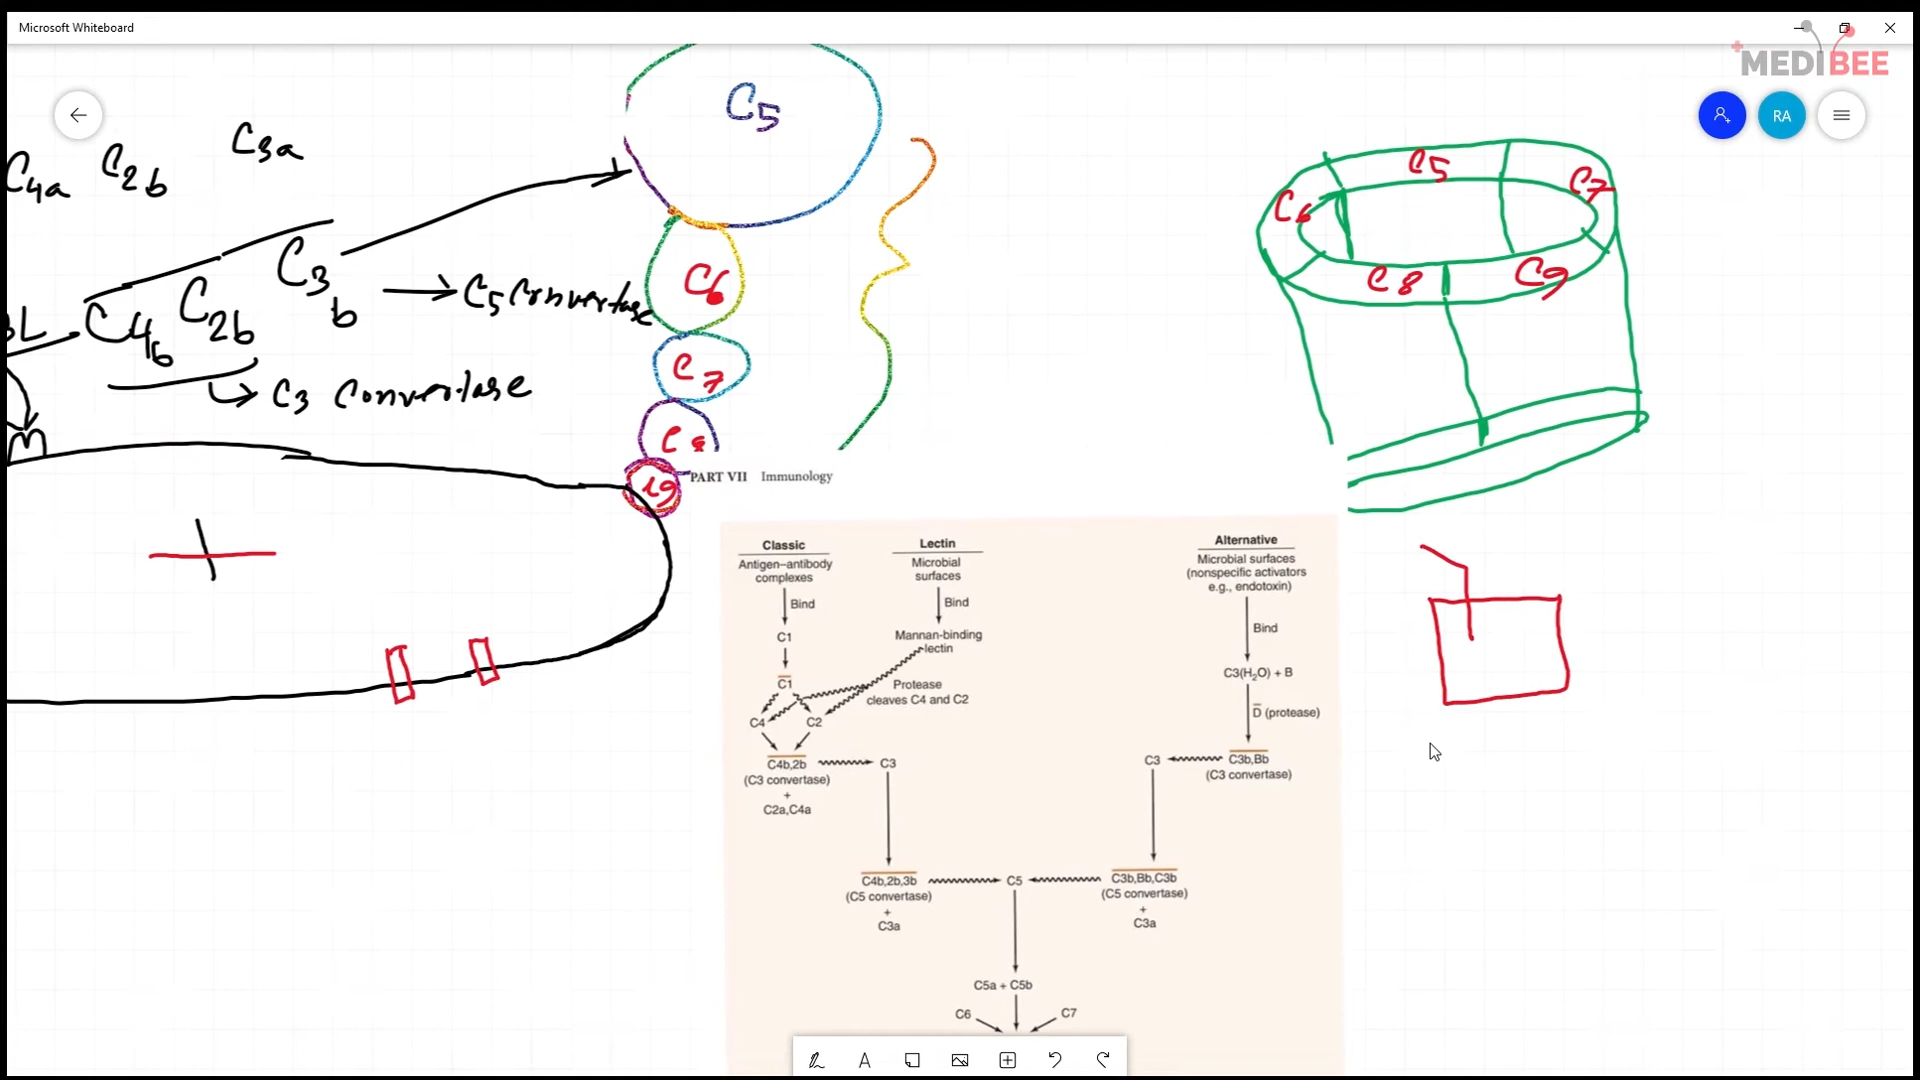 Microsoft Whiteboard
MEDIBEE
RA
C5
C3a
C4a C2b
C5
C7
C6
C8 C9
C6
C3b → C5 Convertase
C4b C2b
C7
C3 Convertase
C8
C9
PART VII Immunology
Classic
Antigen–antibody
complexes
Bind
C1
C1
C4 C2
C4b,2b
(C3 convertase)
+
C2a,C4a
C3
Lectin
Microbial
surfaces
Bind
Mannan-binding
lectin
Protease
cleaves C4 and C2
Alternative
Microbial surfaces
(nonspecific activators
e.g., endotoxin)
Bind
C3(H₂O) + B
D (protease)
C3 C3b,Bb
(C3 convertase)
C4b,2b,3b
(C5 convertase)
+
C3a
C5
C3b,Bb,C3b
(C5 convertase)
+
C3a
C5a + C5b
C6 C7